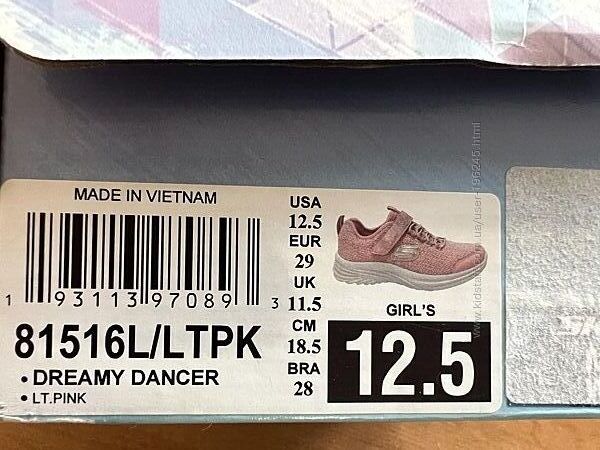 MADE IN VIETNAM
1 93113 97089 3
81516L/LTPK
• DREAMY DANCER
• LT.PINK
USA
12.5
EUR
29
UK
11.5
CM
18.5
BRA
28
GIRL'S
12.5